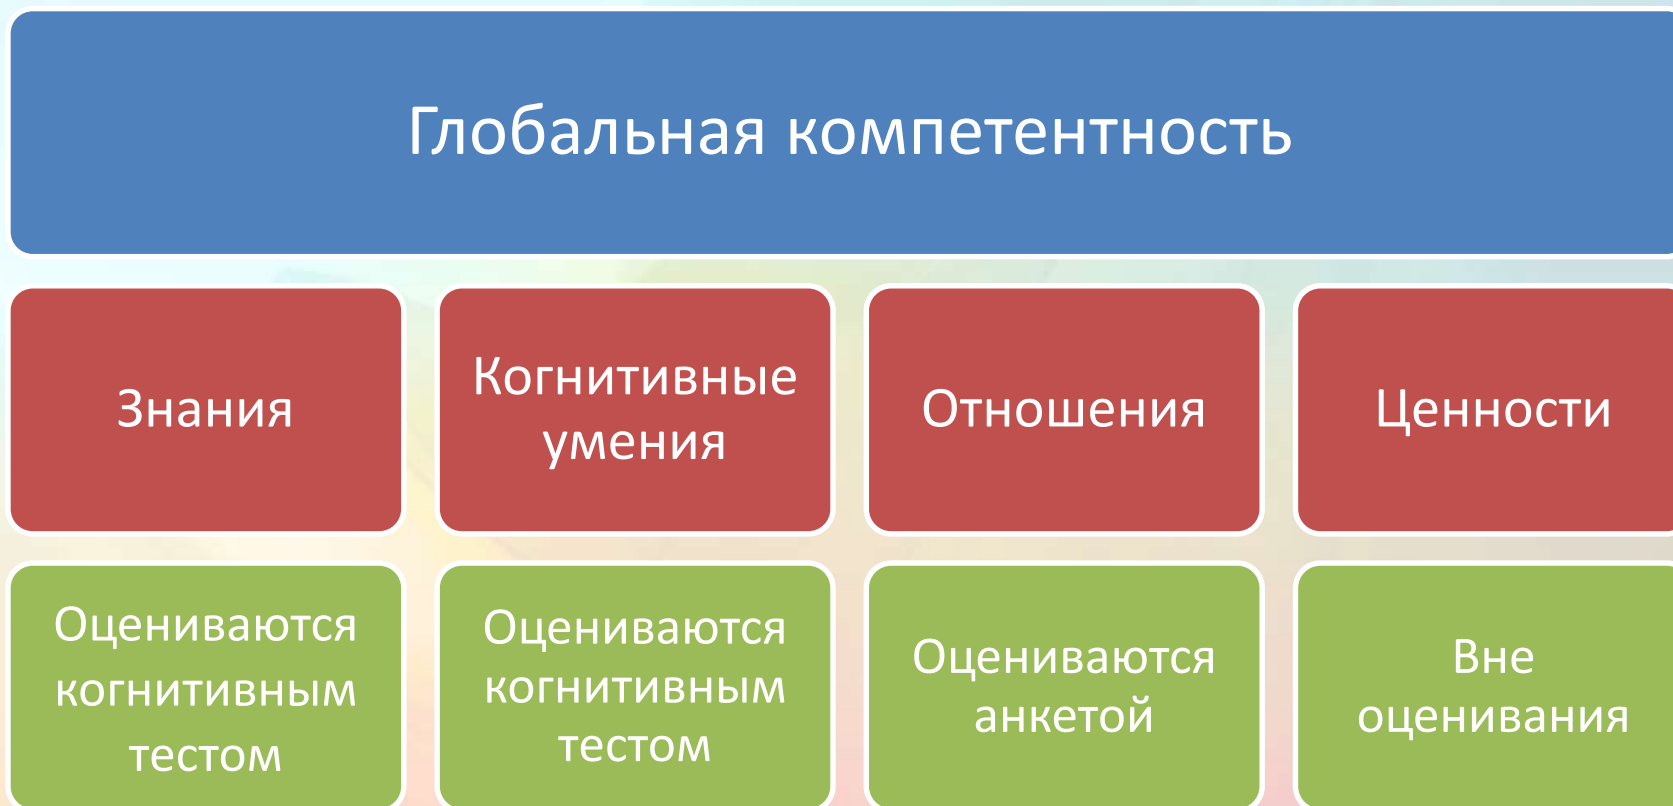 Глобальная компетентность
Знания
Когнитивные
умения
Отношения
Ценности
Оцениваются
когнитивным
тестом
Оцениваются
когнитивным
тестом
Оцениваются
анкетой
Вне
оценивания